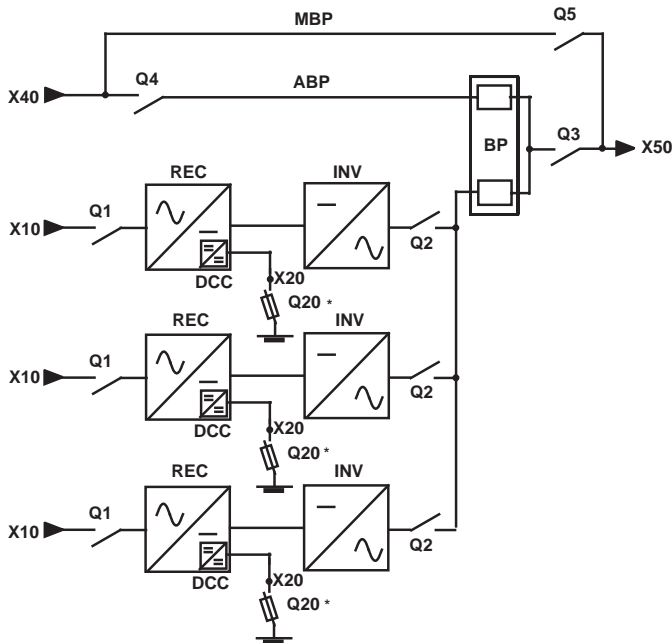 MBP
Q5
X40
Q4
ABP
BP
Q3
X50
REC
INV
X10
Q1
Q2
DCC
X20
Q20 *
REC
INV
X10
Q1
Q2
DCC
X20
Q20 *
REC
INV
X10
Q1
Q2
DCC
X20
Q20 *